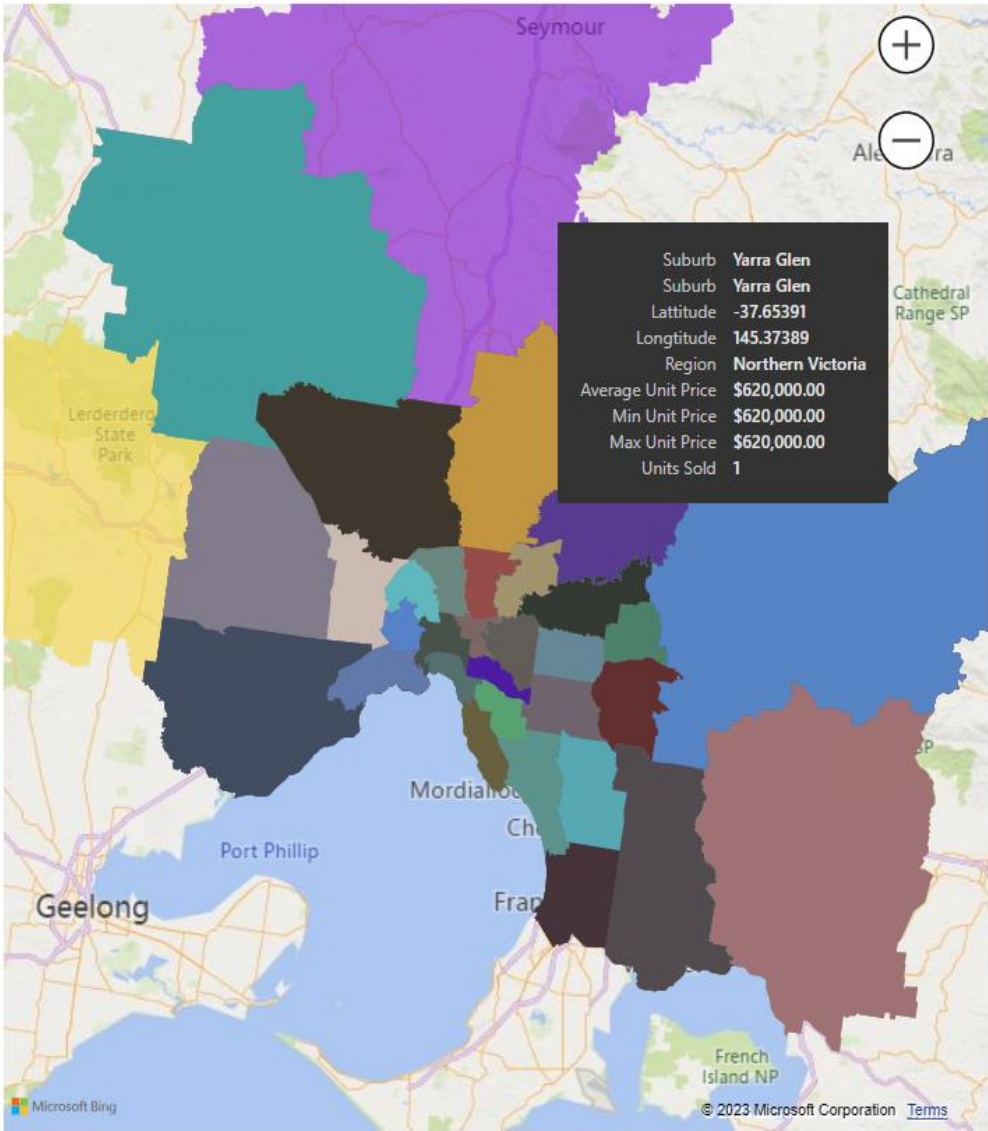 Seymour
Suburb Yarra Glen
Suburb Yarra Glen
Lattitude -37.65391
Longtitude 145.37389
Region Northern Victoria
Average Unit Price $620,000.00
Min Unit Price $620,000.00
Max Unit Price $620,000.00
Units Sold 1
Cathedral
Range SP
Lerderderg
State
Park
Port Phillip
Geelong
French
Island NP
Microsoft Bing
© 2023 Microsoft Corporation Terms